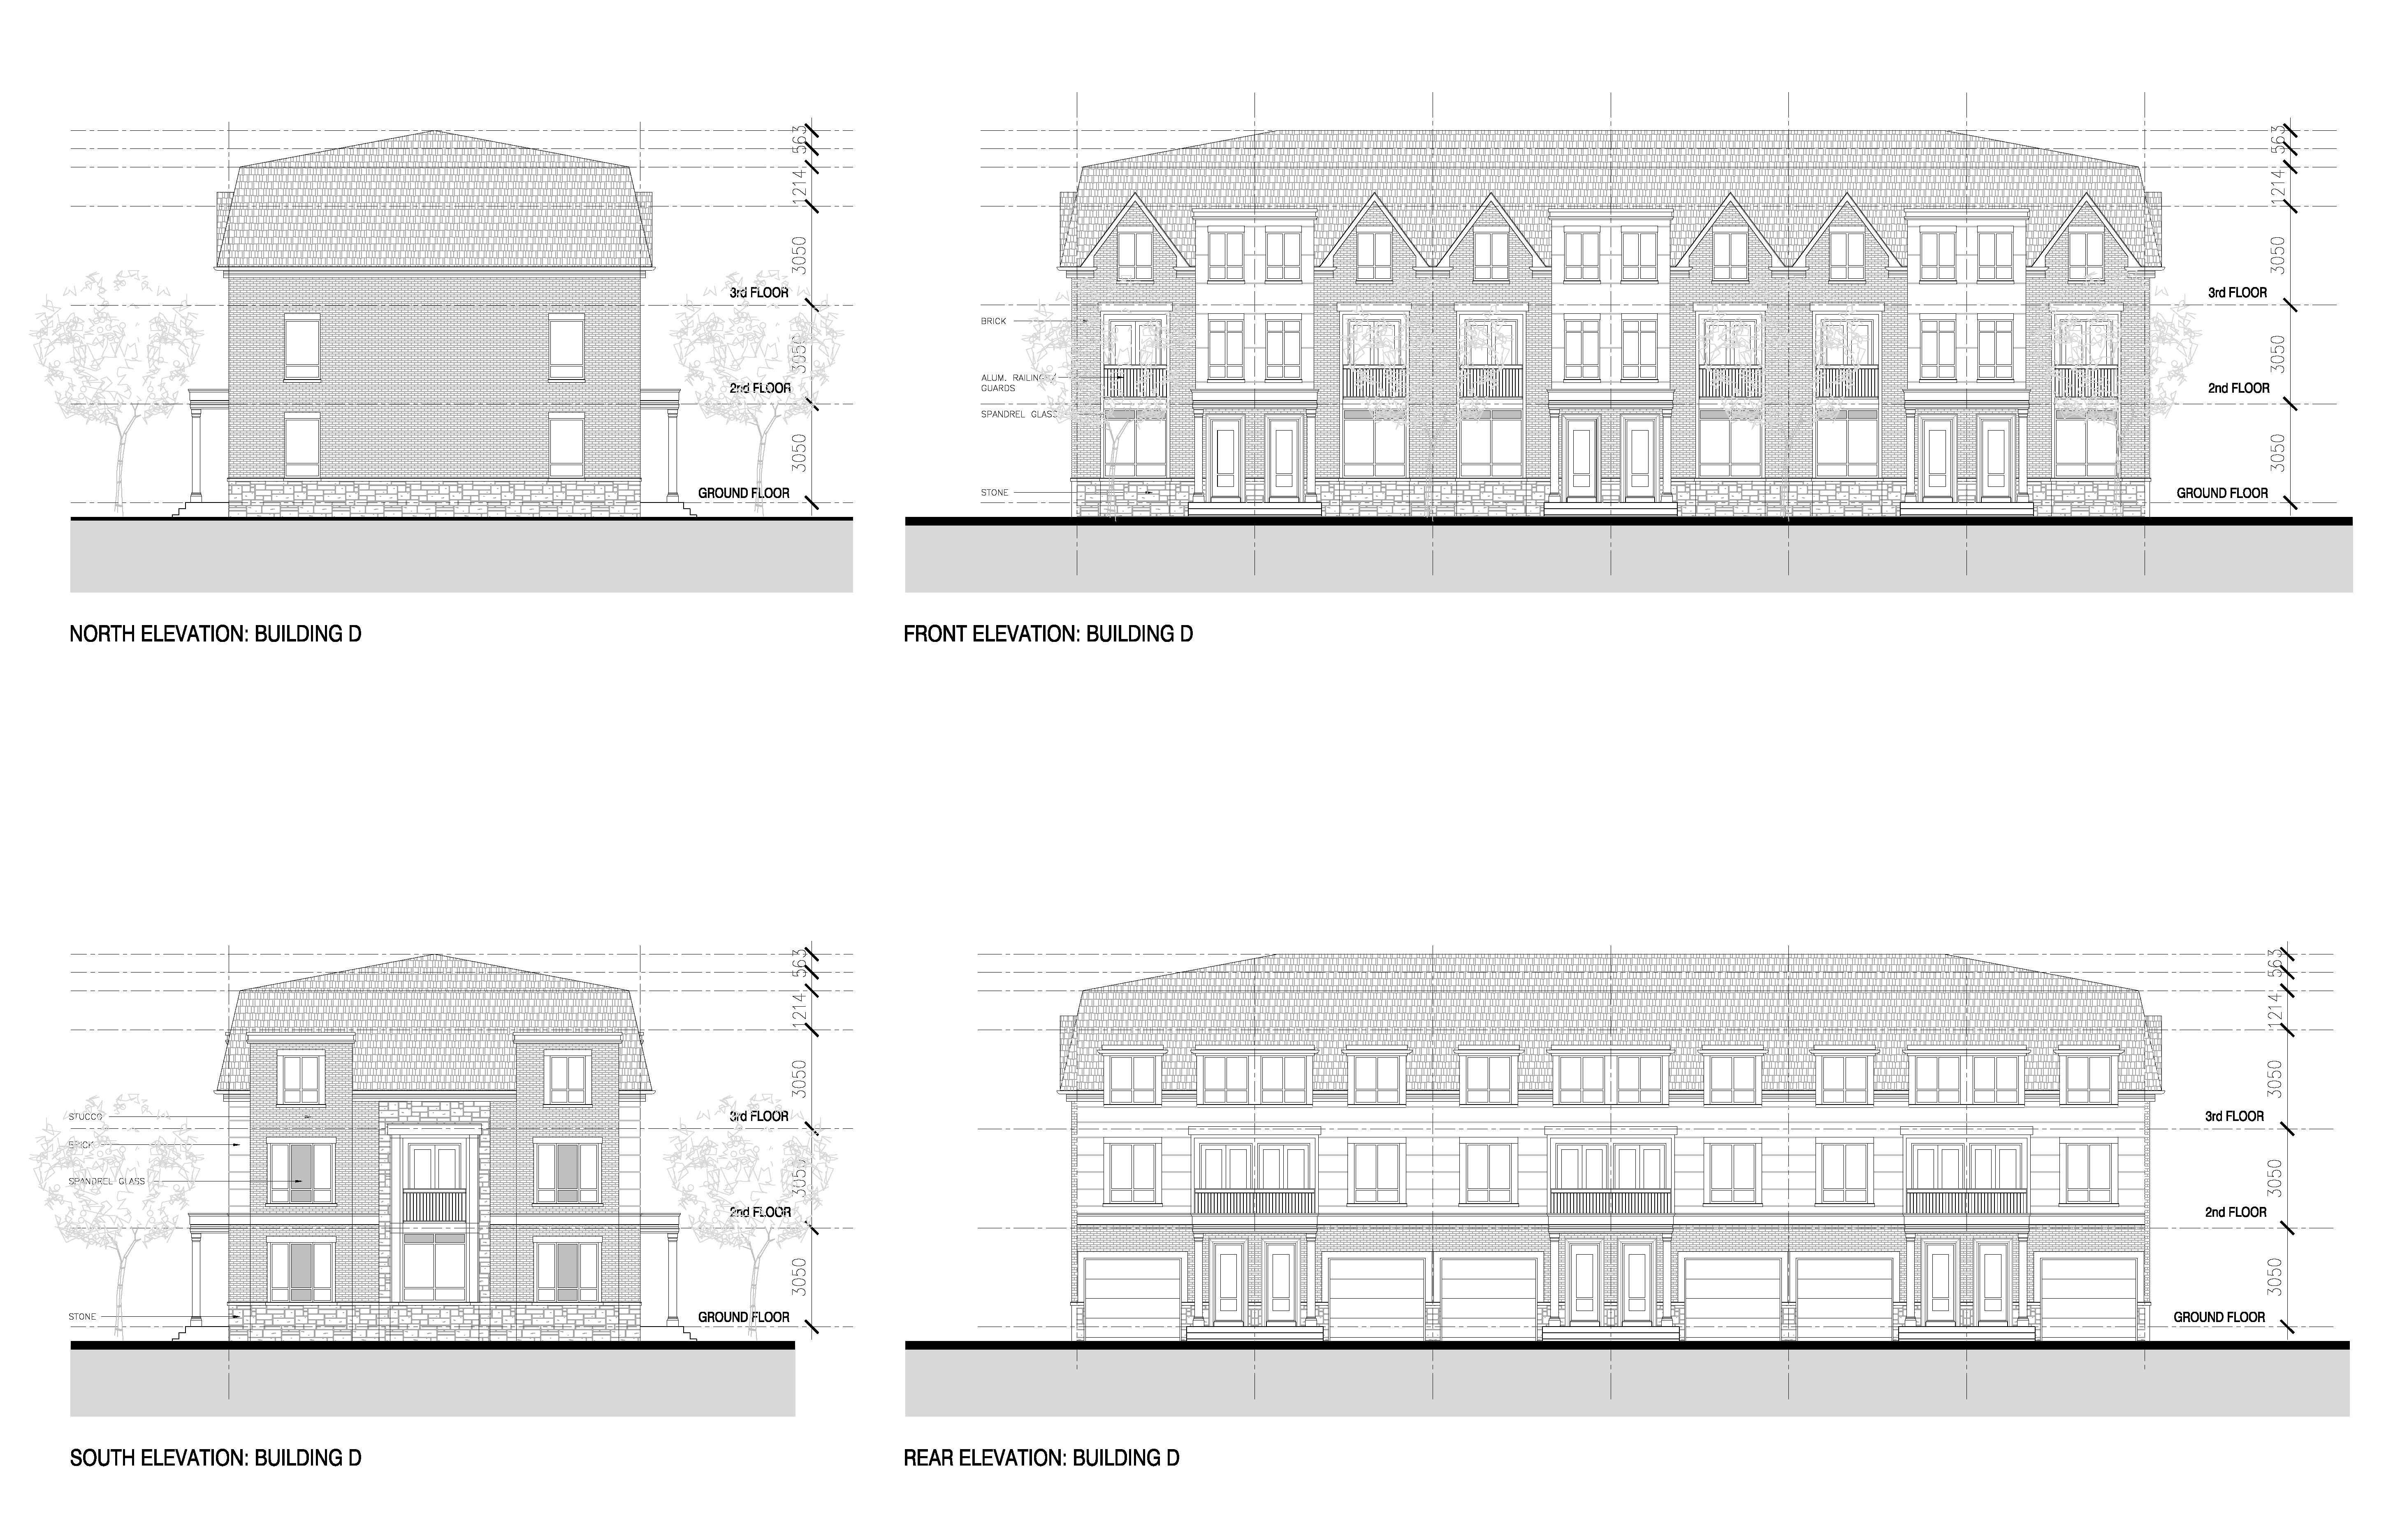 563
1214
3050
3rd FLOOR
3050
2nd FLOOR
3050
GROUND FLOOR
NORTH ELEVATION: BUILDING D
563
1214
3050
3rd FLOOR
BRICK
3050
ALUM. RAILING /
GUARDS
2nd FLOOR
SPANDREL GLASS
3050
STONE
GROUND FLOOR
FRONT ELEVATION: BUILDING D
563
1214
3050
STUCCO
3rd FLOOR
BRICK
3050
SPANDREL GLASS
2nd FLOOR
3050
STONE
GROUND FLOOR
SOUTH ELEVATION: BUILDING D
563
1214
3050
3rd FLOOR
3050
2nd FLOOR
3050
GROUND FLOOR
REAR ELEVATION: BUILDING D